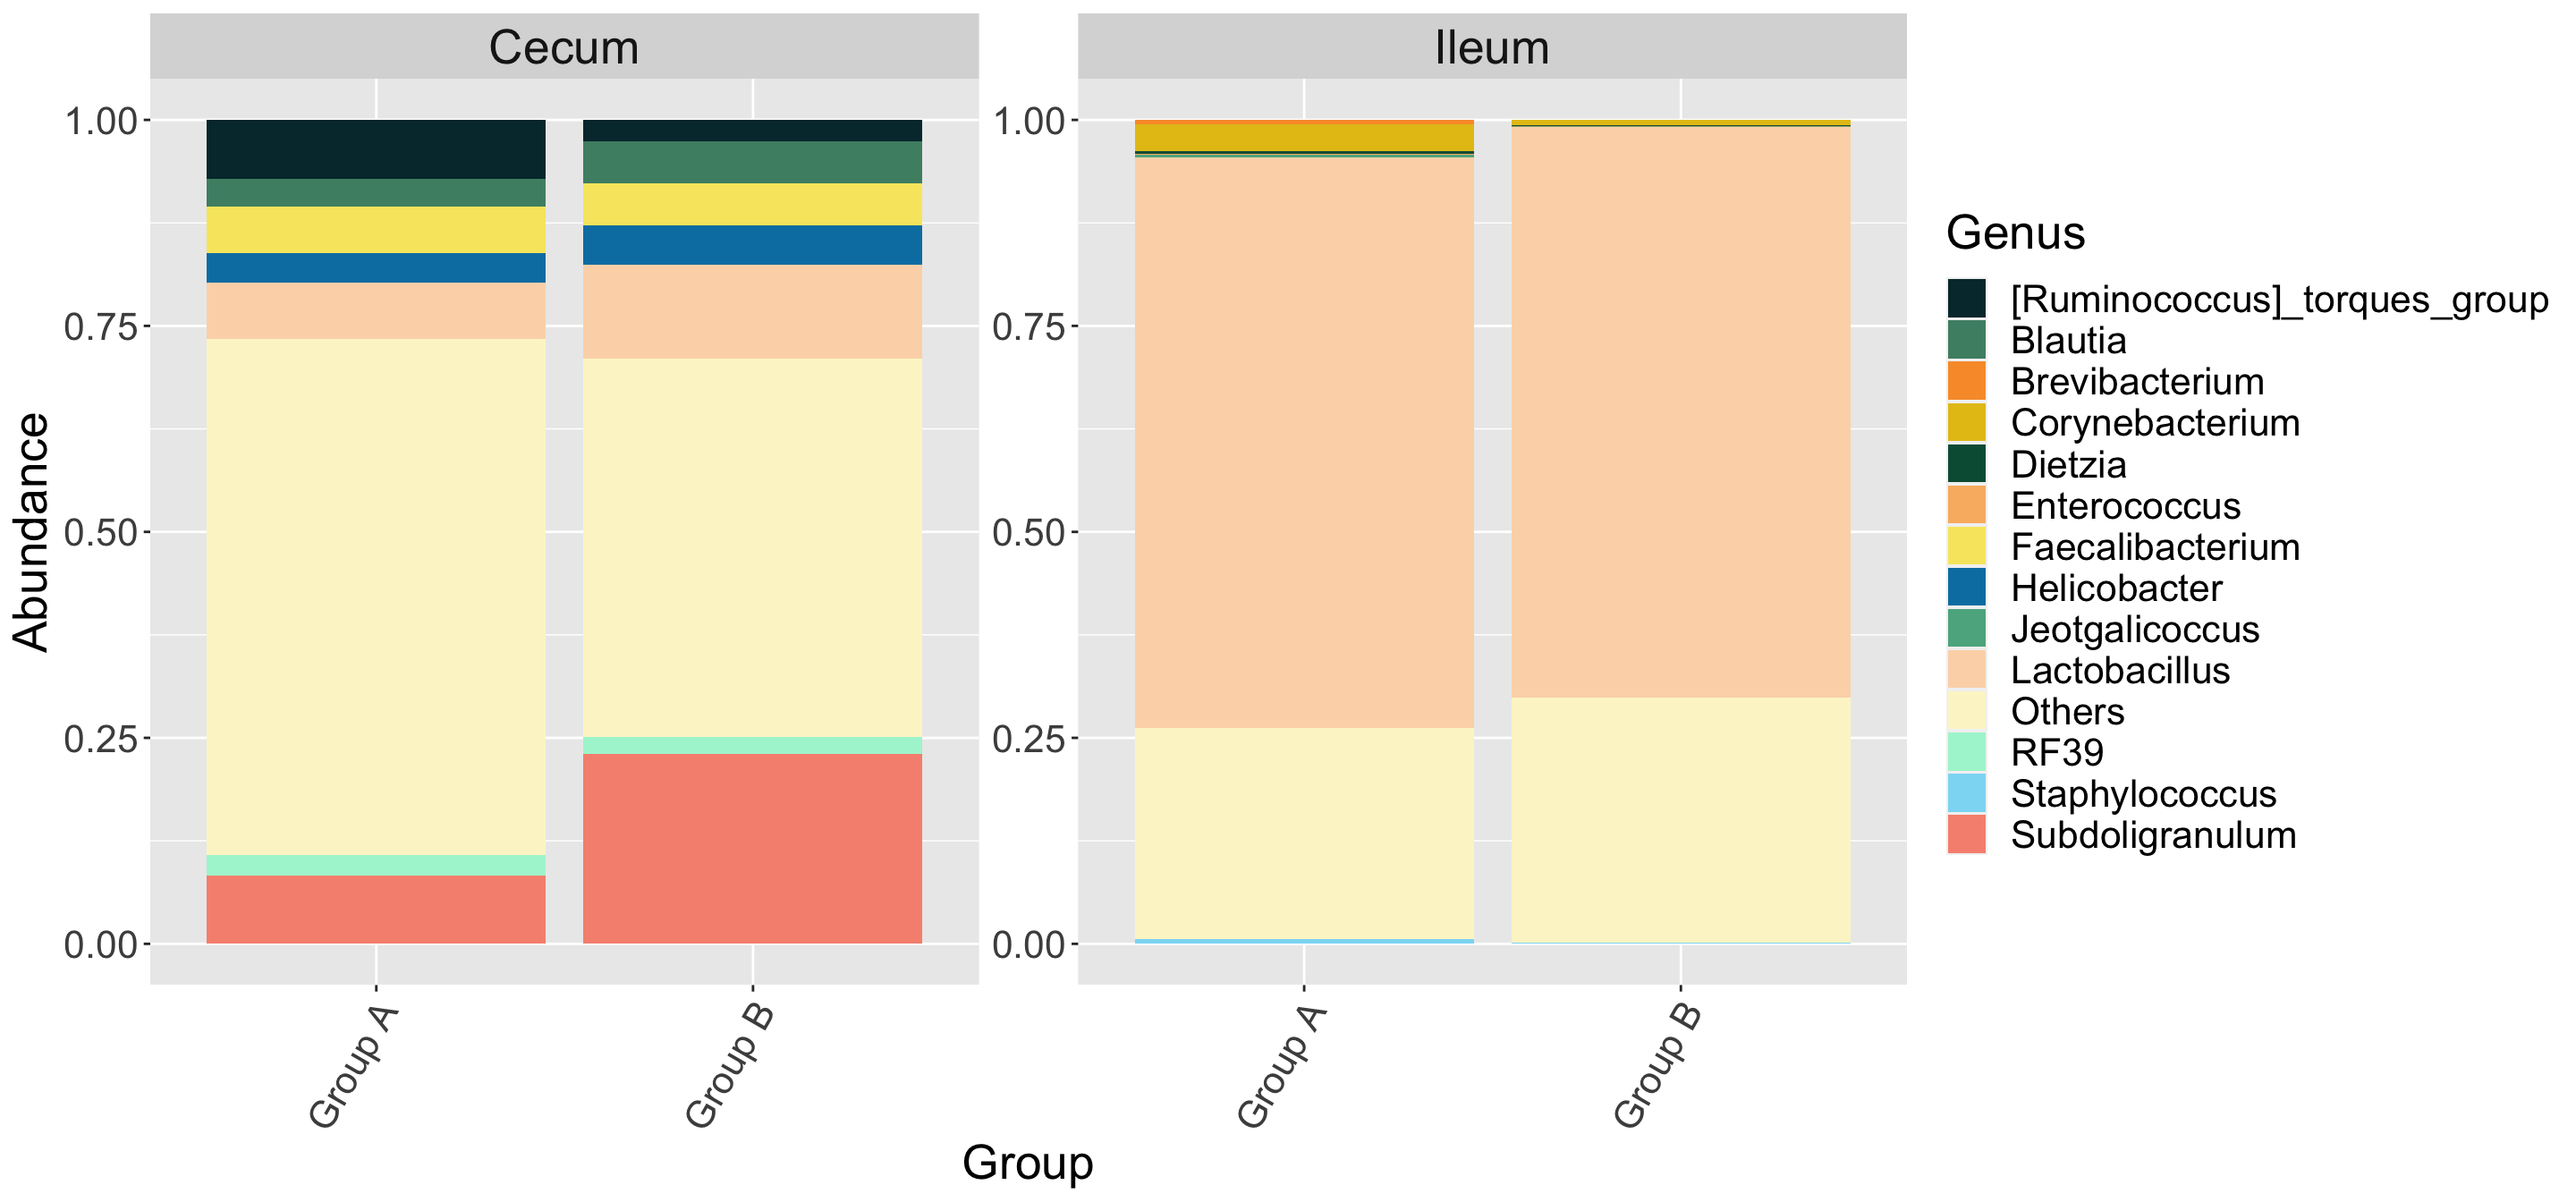 Cecum
Ileum
Abundance
1.00
0.75
0.50
0.25
0.00
1.00
0.75
0.50
0.25
0.00
Group A
Group B
Group A
Group B
Group
Genus
[Ruminococcus]_torques_group
Blautia
Brevibacterium
Corynebacterium
Dietzia
Enterococcus
Faecalibacterium
Helicobacter
Jeotgalicoccus
Lactobacillus
Others
RF39
Staphylococcus
Subdoligranulum